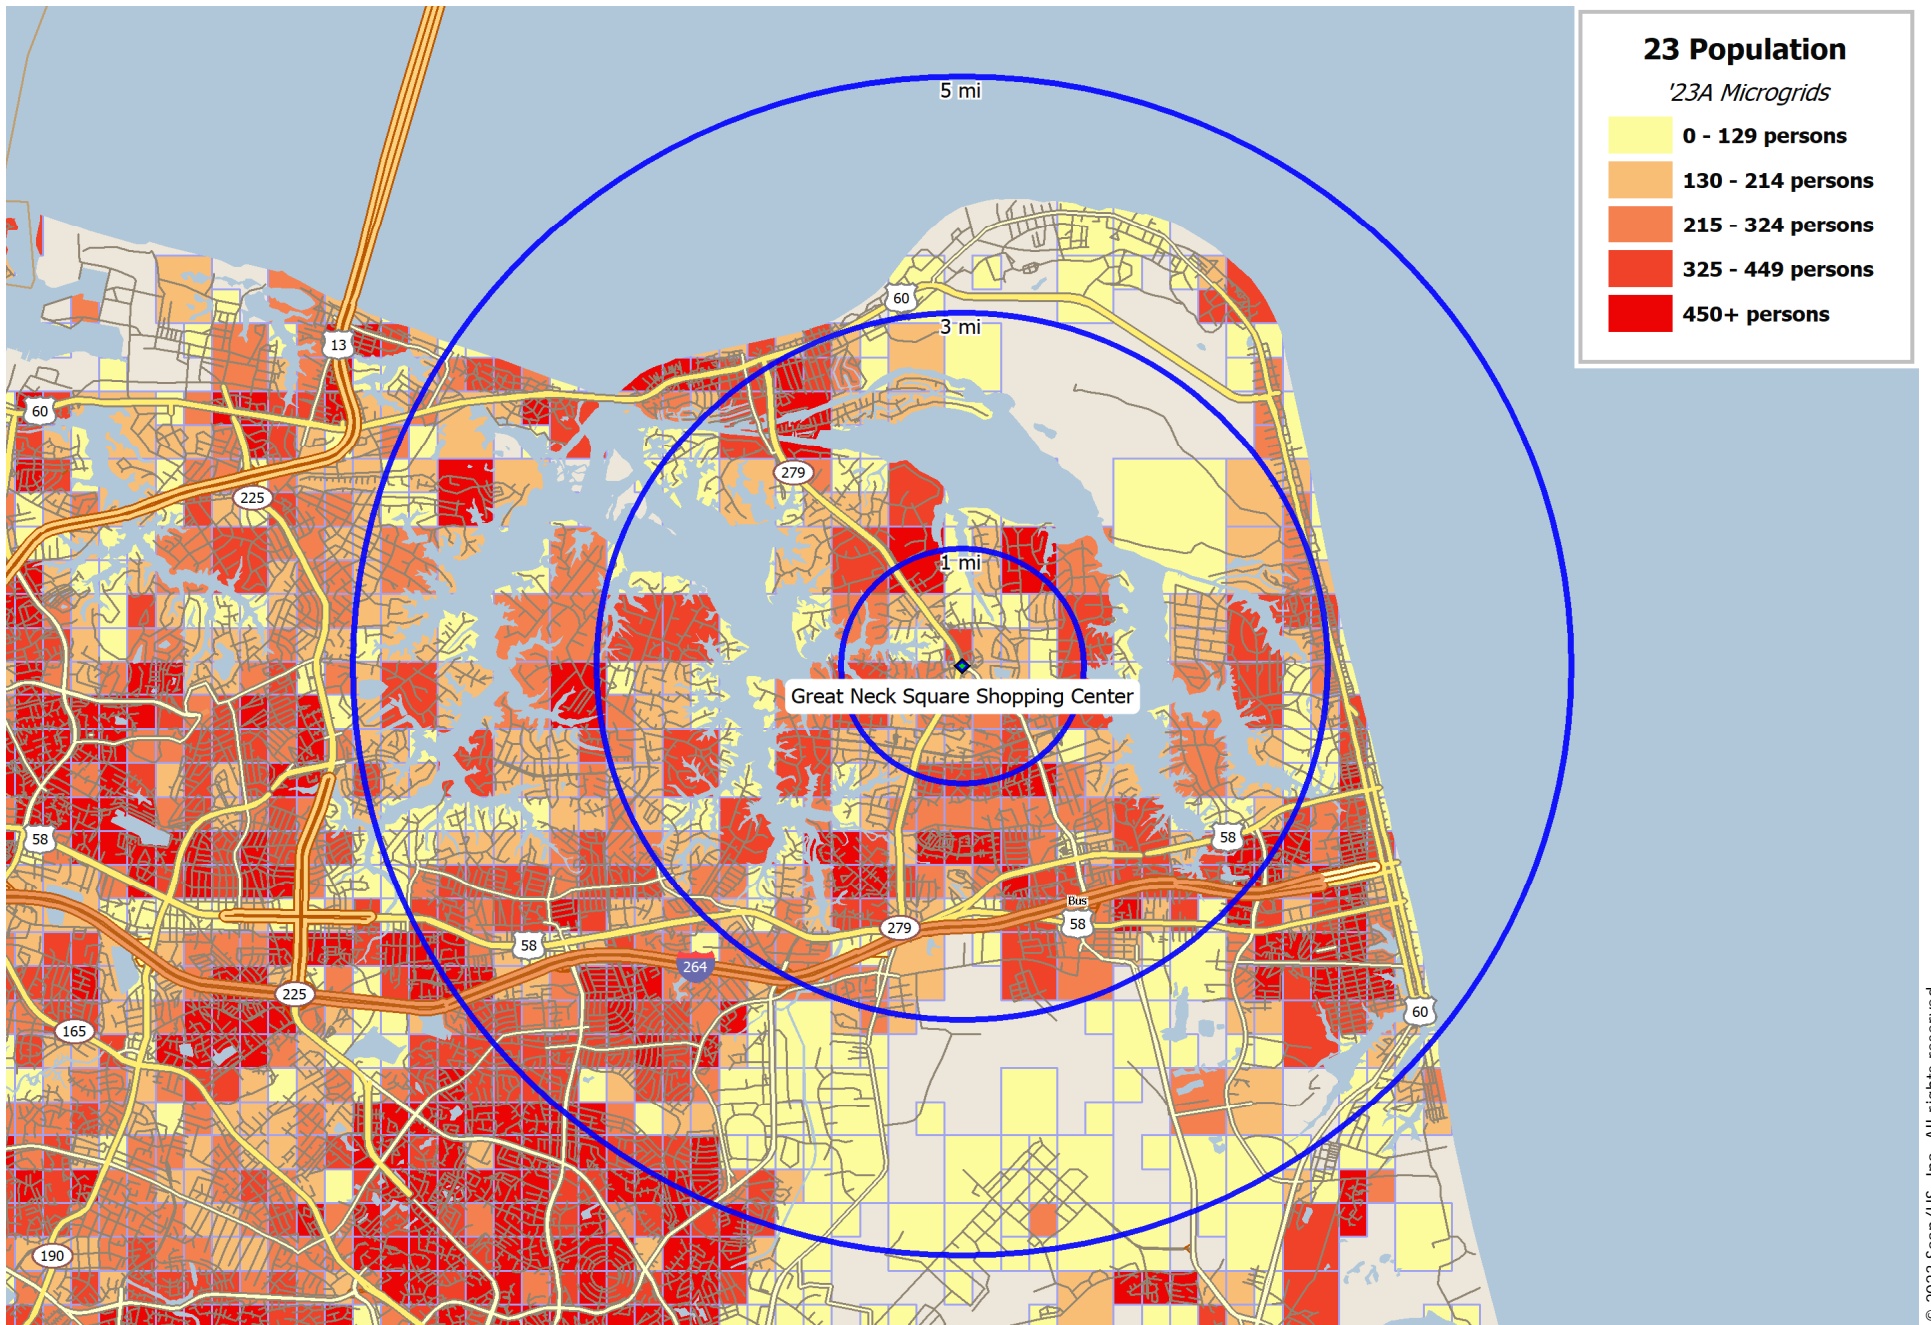 23 Population
'23A Microgrids
0 - 129 persons
130 - 214 persons
215 - 324 persons
325 - 449 persons
450+ persons
5 mi
60
3 mi
13
60
279
225
1 mi
Great Neck Square Shopping Center
58
58
Bus
58
279
58
264
225
60
165
190